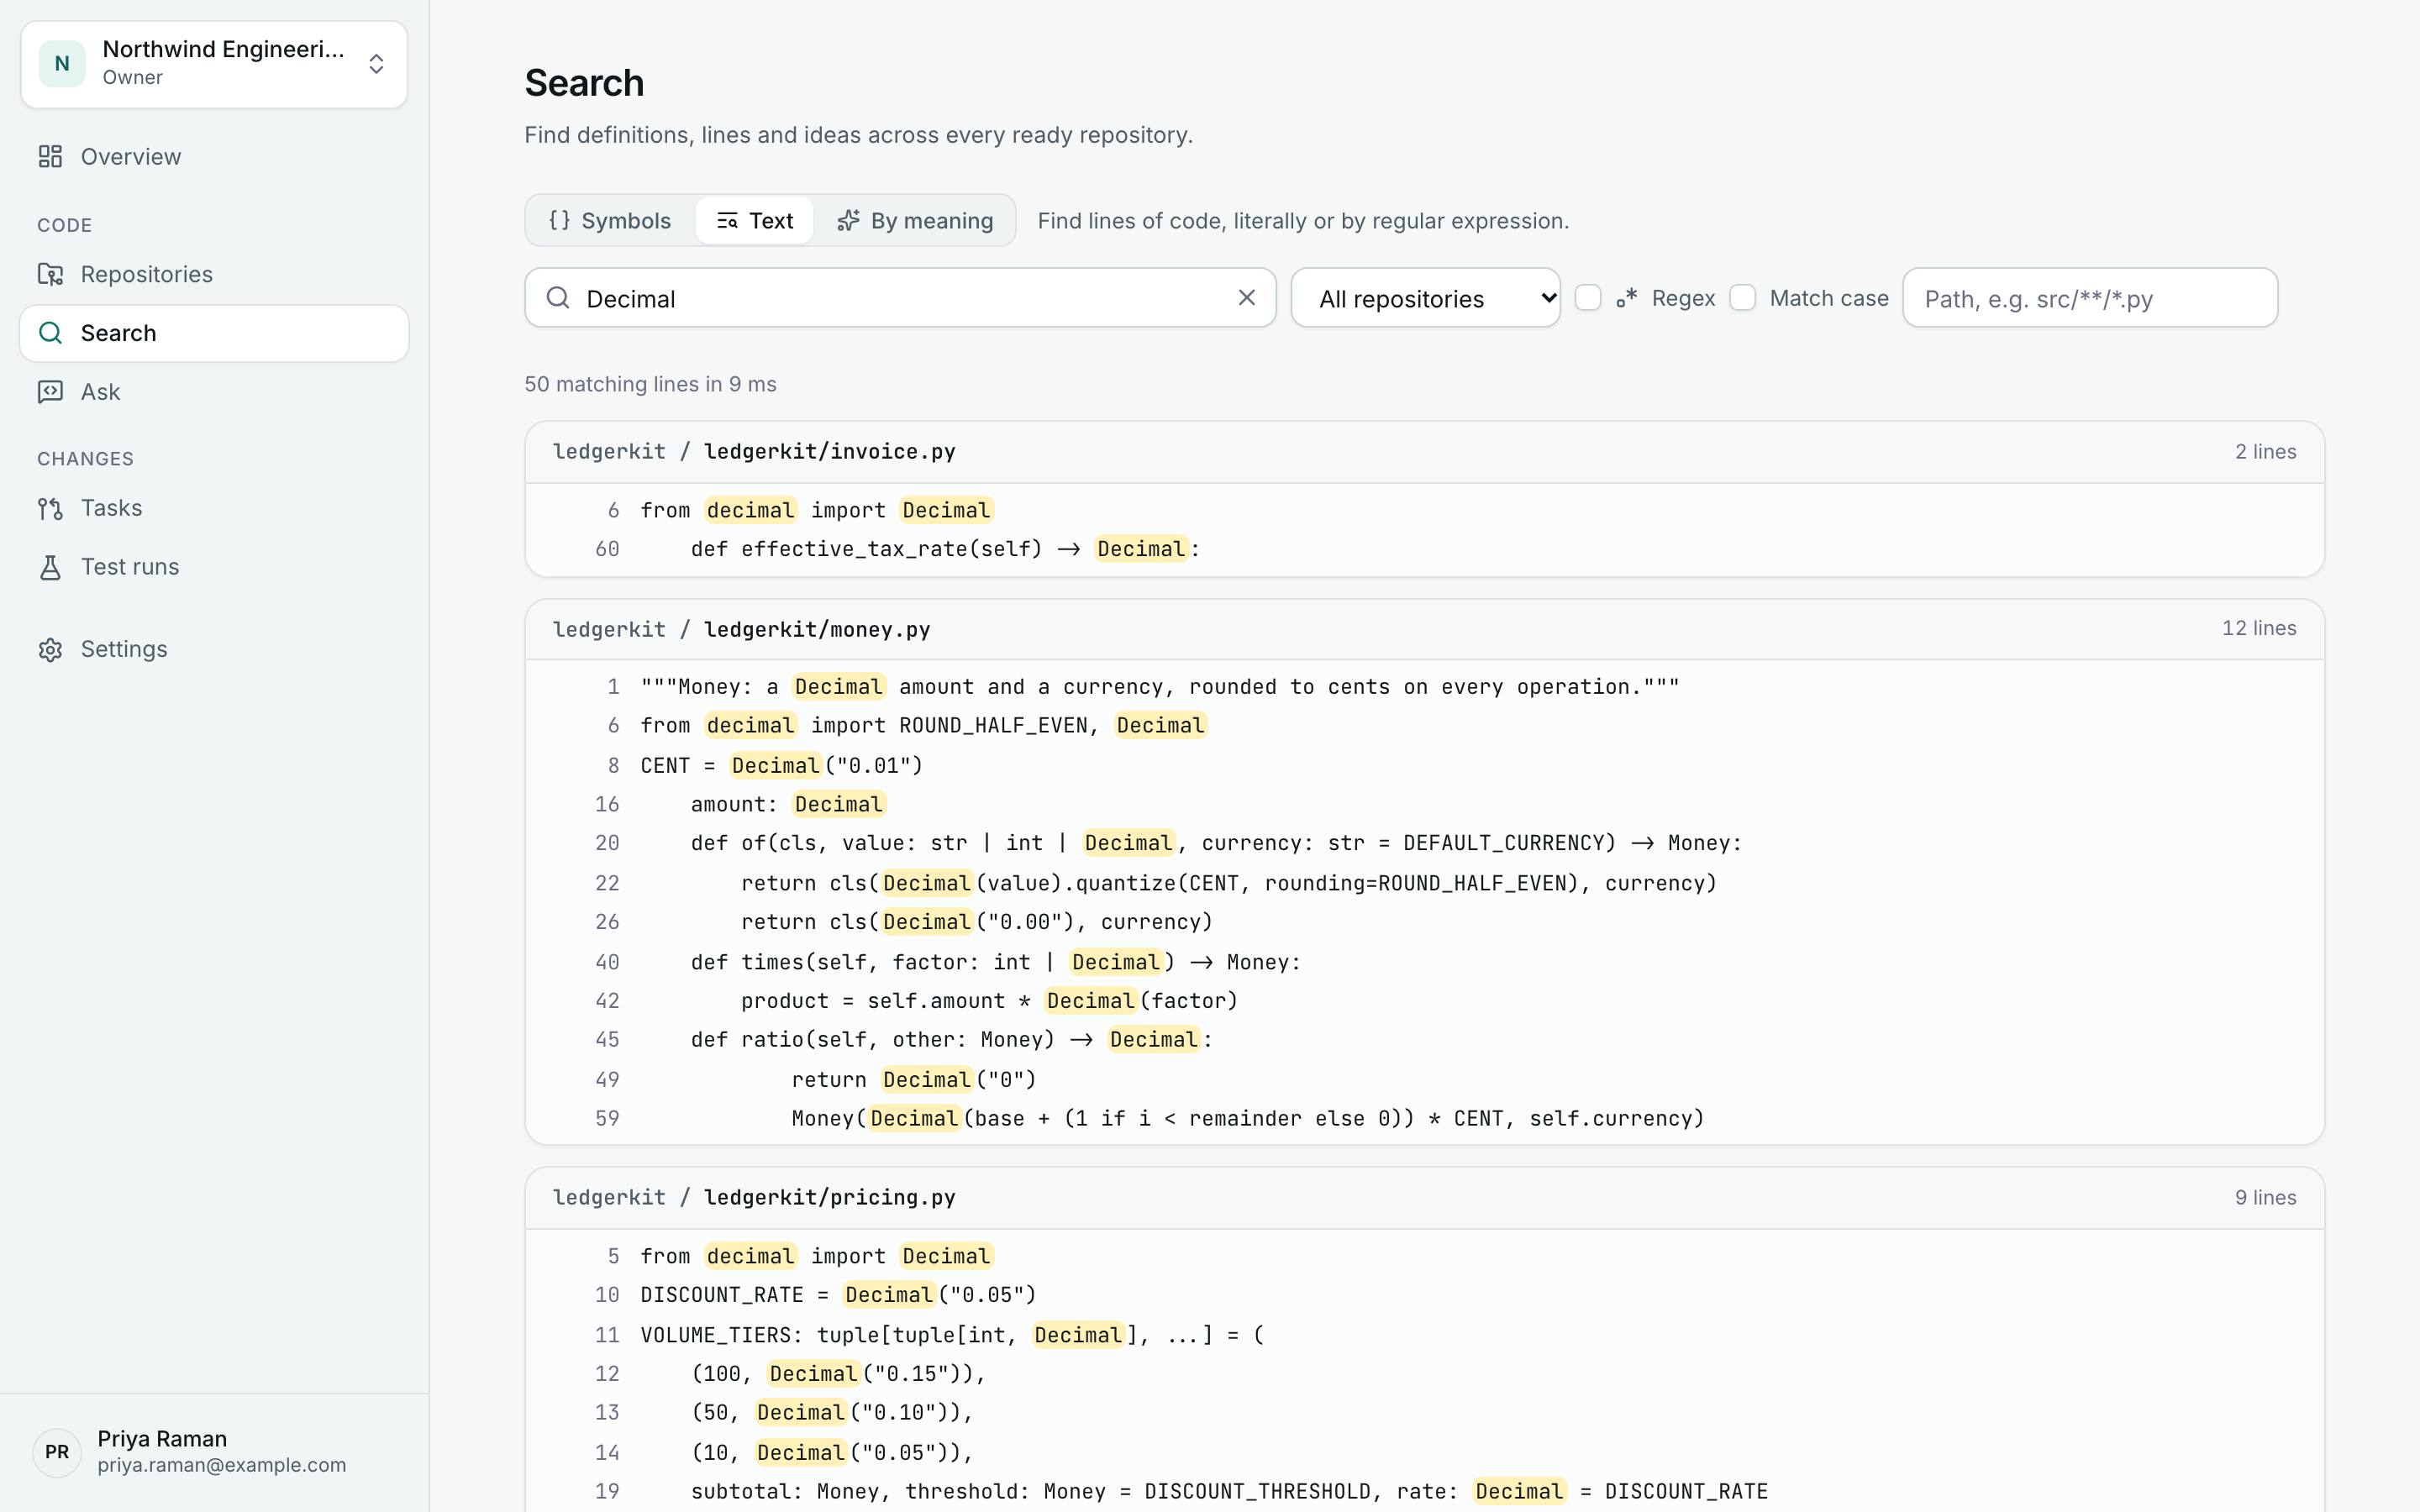 N
Northwind Engineeri...
Owner
Overview
CODE
Repositories
Search
Ask
CHANGES
Tasks
Test runs
Settings
PR
Priya Raman
priya.raman@example.com
Search
Find definitions, lines and ideas across every ready repository.
Symbols Text By meaning Find lines of code, literally or by regular expression.
Decimal All repositories .* Regex Match case Path, e.g. src/**/*.py
50 matching lines in 9 ms
ledgerkit / ledgerkit/invoice.py 2 lines
6 from decimal import Decimal
60     def effective_tax_rate(self) -> Decimal:
ledgerkit / ledgerkit/money.py 12 lines
1 """Money: a Decimal amount and a currency, rounded to cents on every operation."""
6 from decimal import ROUND_HALF_EVEN, Decimal
8 CENT = Decimal("0.01")
16     amount: Decimal
20     def of(cls, value: str | int | Decimal, currency: str = DEFAULT_CURRENCY) -> Money:
22         return cls(Decimal(value).quantize(CENT, rounding=ROUND_HALF_EVEN), currency)
26         return cls(Decimal("0.00"), currency)
40     def times(self, factor: int | Decimal) -> Money:
42         product = self.amount * Decimal(factor)
45     def ratio(self, other: Money) -> Decimal:
49             return Decimal("0")
59             Money(Decimal(base + (1 if i < remainder else 0)) * CENT, self.currency)
ledgerkit / ledgerkit/pricing.py 9 lines
5 from decimal import Decimal
10 DISCOUNT_RATE = Decimal("0.05")
11 VOLUME_TIERS: tuple[tuple[int, Decimal], ...] = (
12     (100, Decimal("0.15")),
13     (50, Decimal("0.10")),
14     (10, Decimal("0.05")),
19     subtotal: Money, threshold: Money = DISCOUNT_THRESHOLD, rate: Decimal = DISCOUNT_RATE